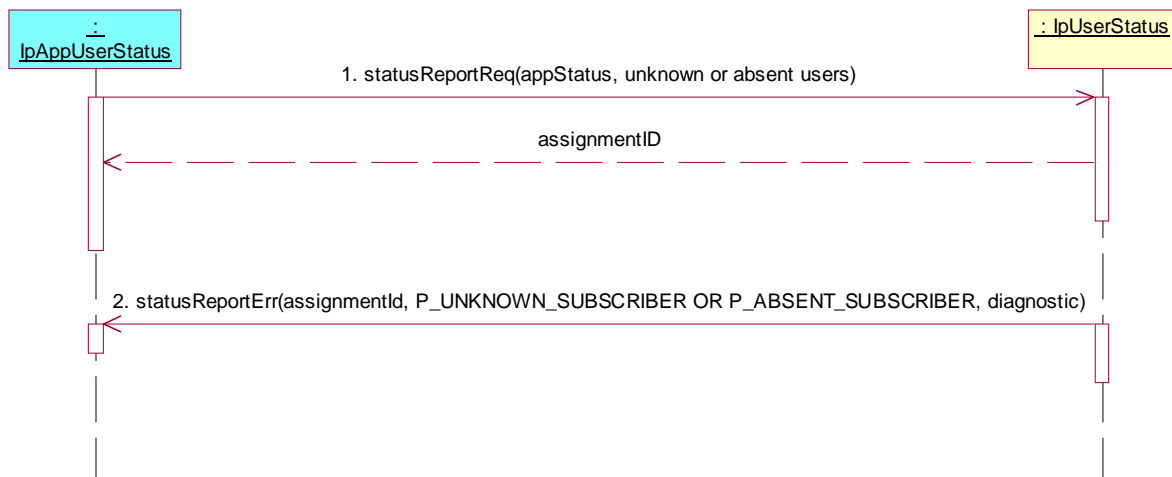 :
IpAppUserStatus
: IpUserStatus
1. statusReportReq(appStatus, unknown or absent users)
assignmentID
2. statusReportErr(assignmentId, P_UNKNOWN_SUBSCRIBER OR P_ABSENT_SUBSCRIBER, diagnostic)